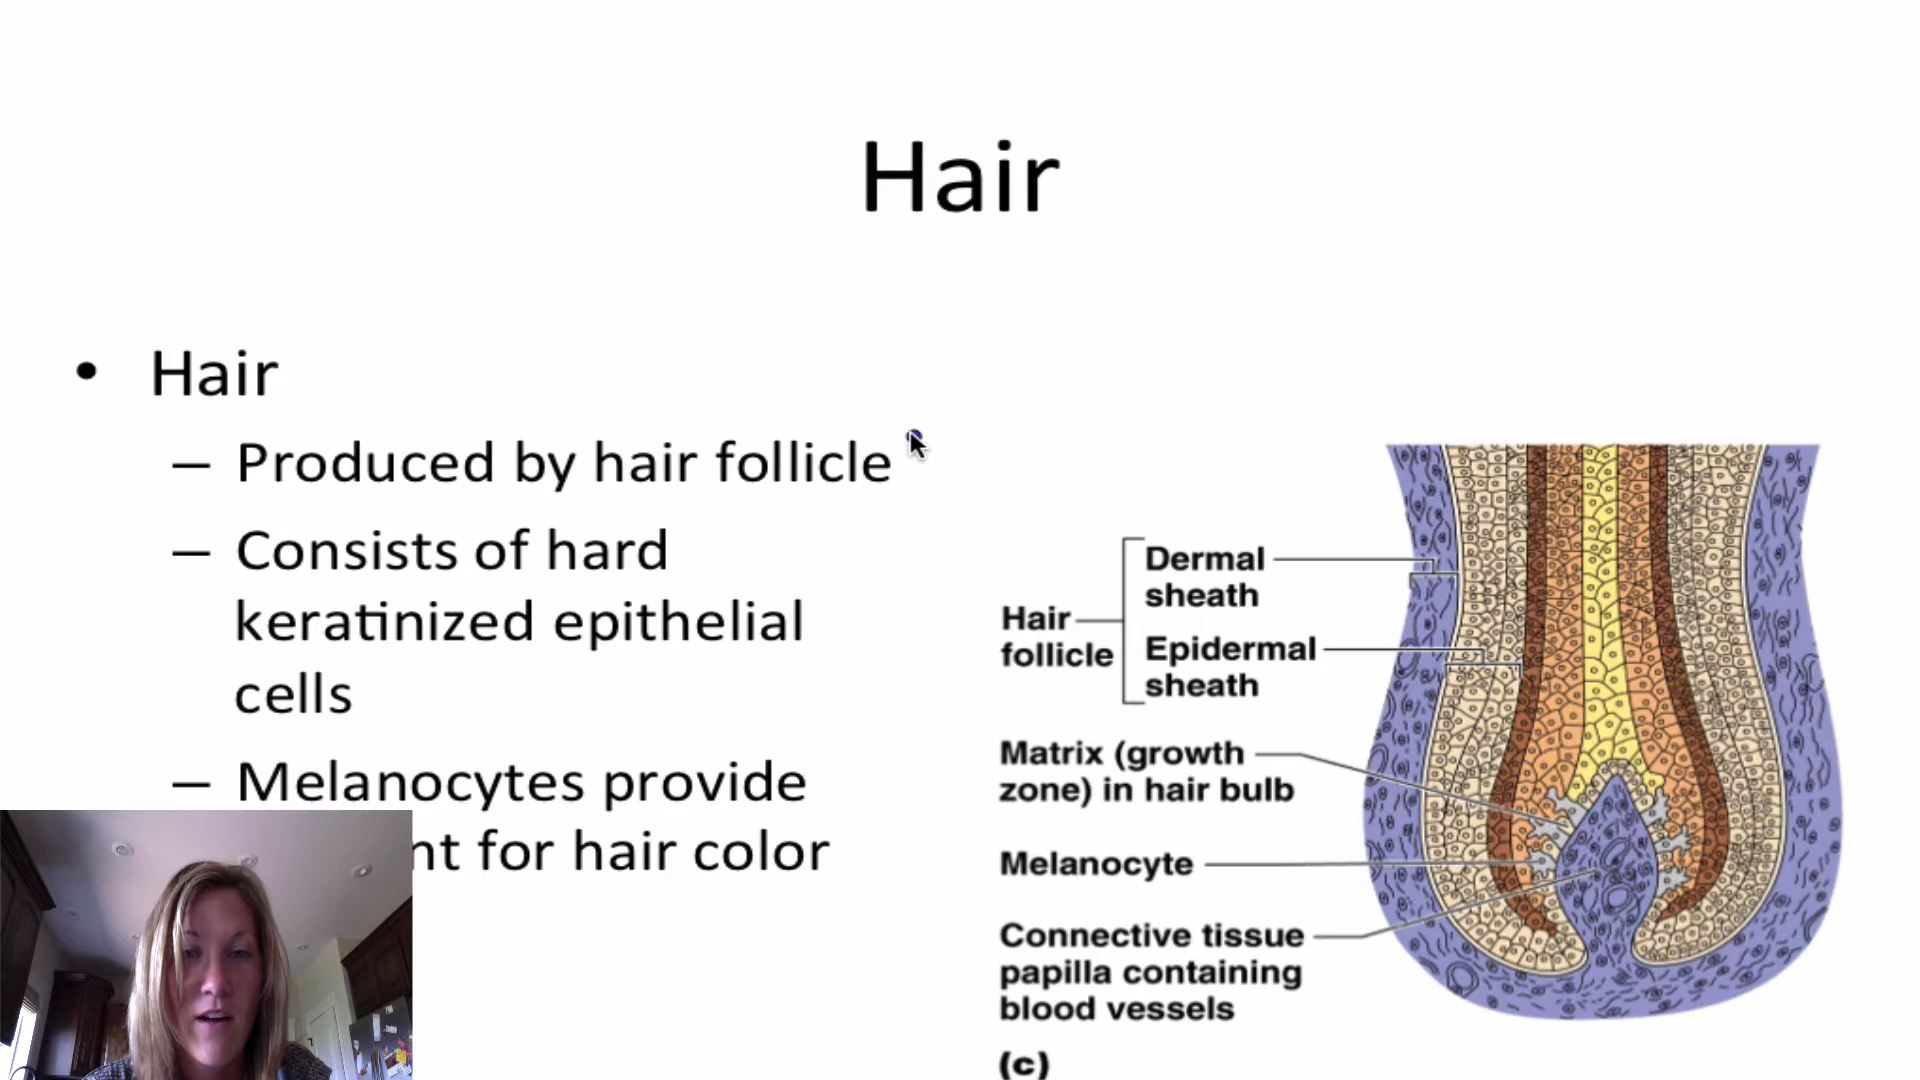 Hair
• Hair
– Produced by hair follicle
– Consists of hard
keratinized epithelial
cells
– Melanocytes provide
nt for hair color
Hair
follicle
Dermal
sheath
Epidermal
sheath
Matrix (growth
zone) in hair bulb
Melanocyte
Connective tissue
papilla containing
blood vessels
(c)